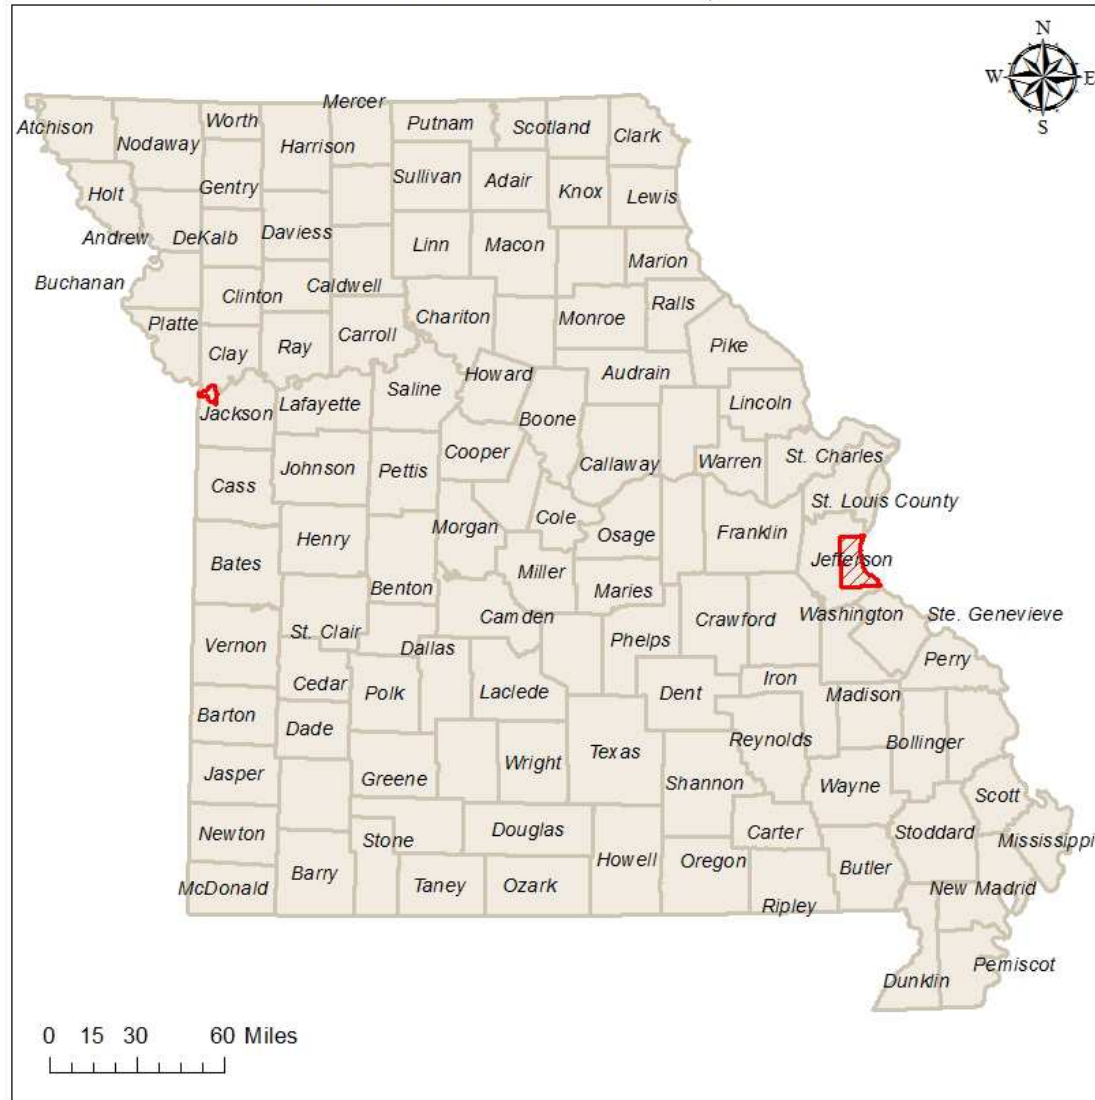 N
W E
S
Mercer
Atchison Worth Putnam Scotland Clark
Nodaway Harrison
Sullivan Adair Knox Lewis
Holt Gentry
Andrew DeKalb Daviess Linn Macon
Marion
Buchanan Clinton Caldwell Ralls
Platte Chariton Monroe
Clay Ray Carroll Pike
Howard Audrain
Jackson Lafayette Saline Lincoln
Boone
Cooper Callaway Warren St. Charles
Johnson Pettis
Cass St. Louis County
Morgan Cole Osage Franklin
Henry
Bates Miller Jefferson
Benton Maries
Camden Crawford Washington Ste. Genevieve
Vernon St. Clair Dallas Phelps
Perry
Cedar Polk Laclede Dent Iron
Madison
Barton Dade Texas Reynolds Bollinger
Jasper Greene Wright Shannon Wayne Scott
Newton Stone Douglas Carter Stoddard Mississippi
Howell Oregon Butler
McDonald Barry Taney Ozark New Madrid
Ripley
Dunklin Pemiscot
0 15 30 60 Miles